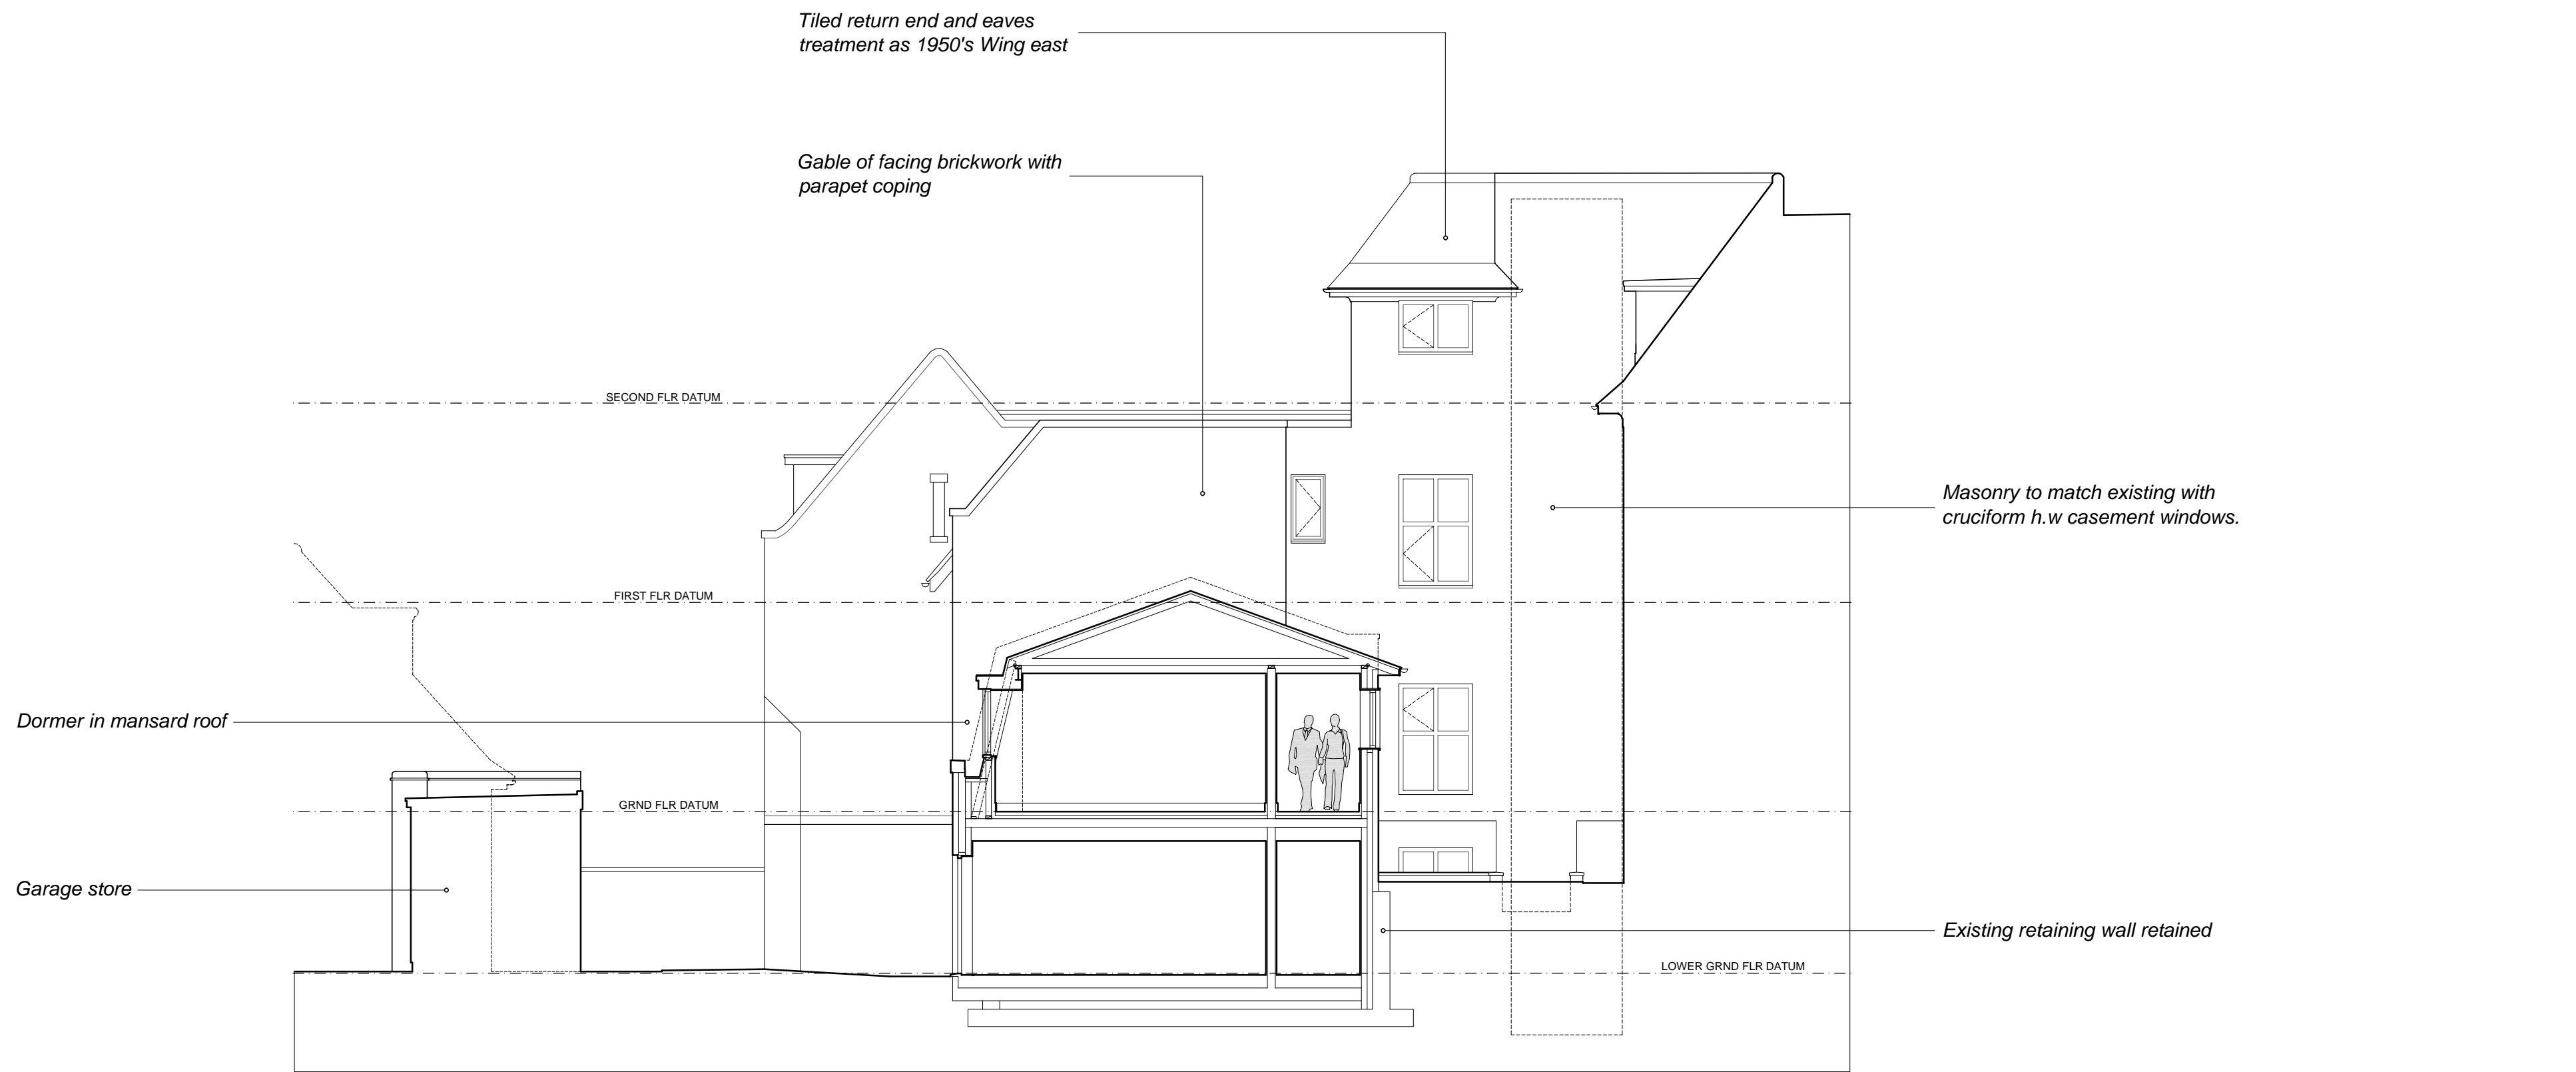 Tiled return end and eaves
treatment as 1950's Wing east
Gable of facing brickwork with
parapet coping
SECOND FLR DATUM
Masonry to match existing with
cruciform h.w casement windows.
FIRST FLR DATUM
Dormer in mansard roof
GRND FLR DATUM
Garage store
Existing retaining wall retained
LOWER GRND FLR DATUM